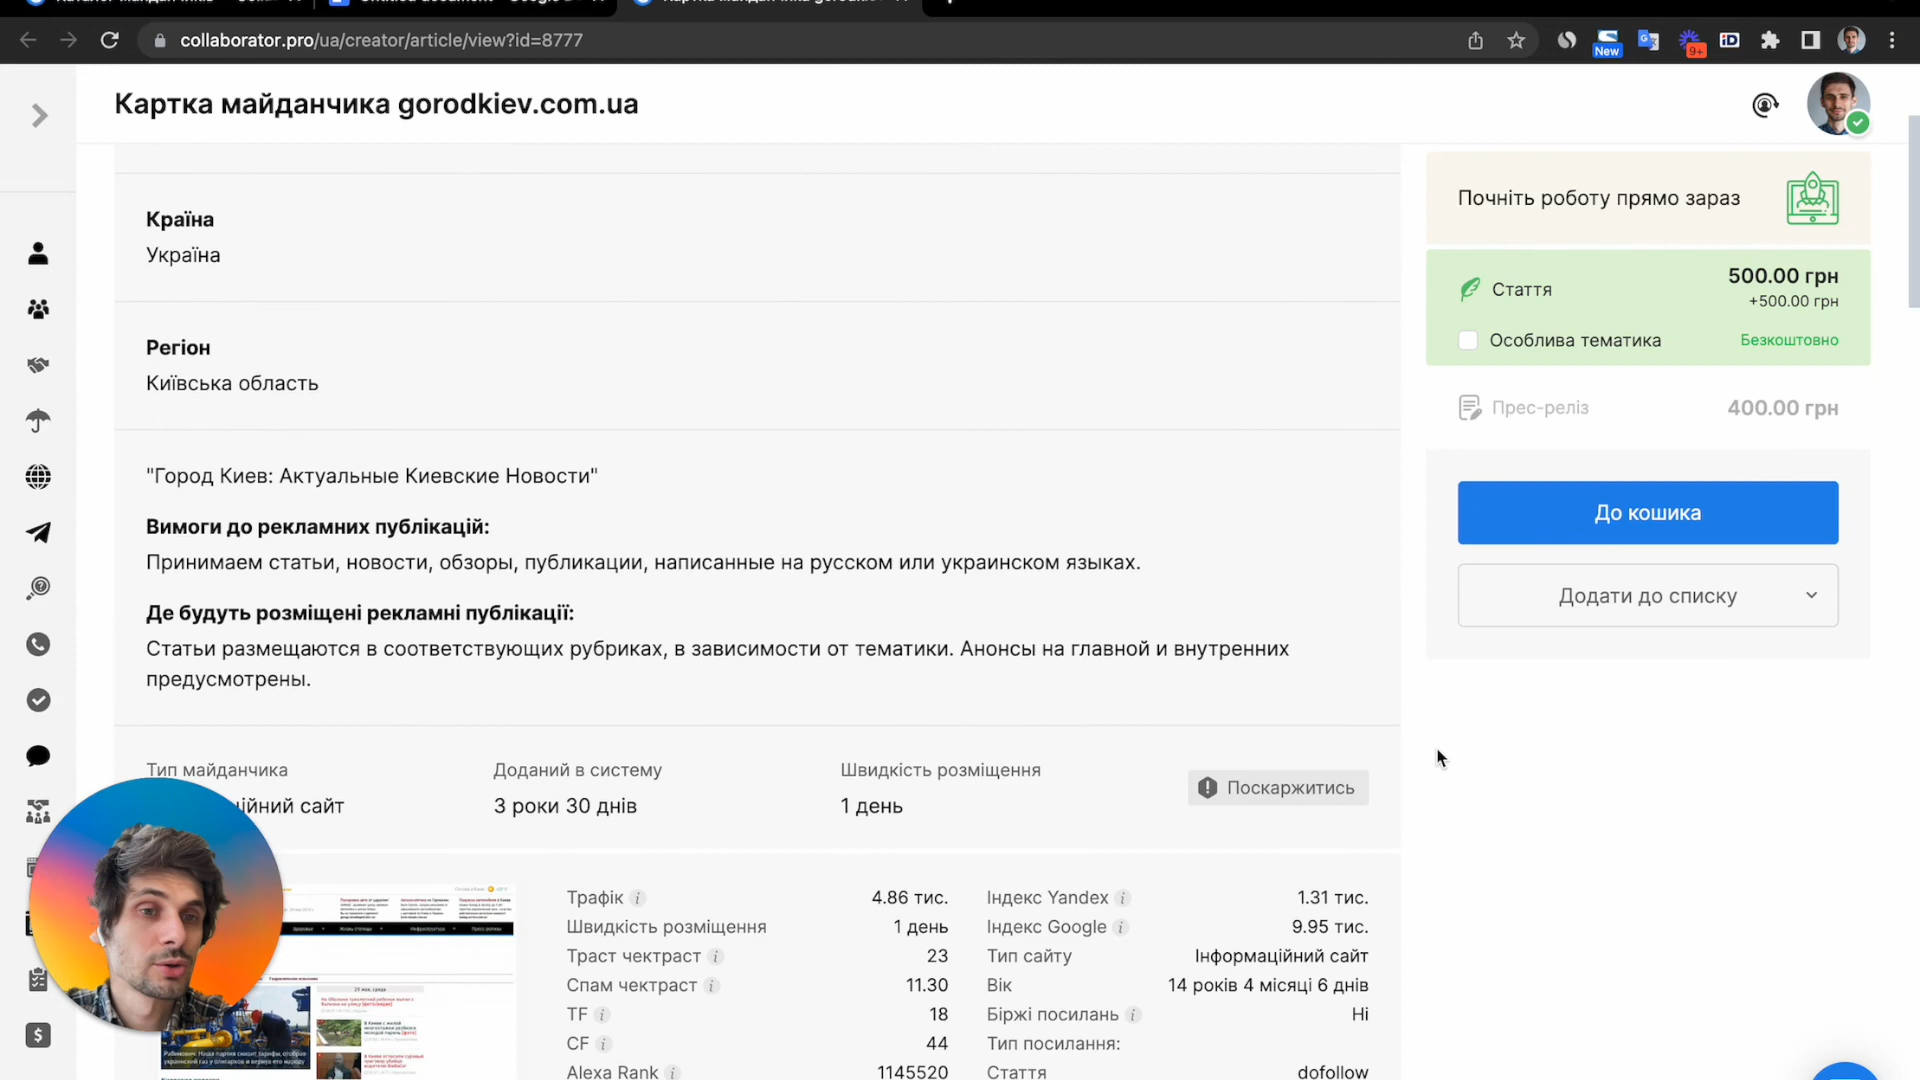 collaborator.pro/ua/creator/article/view?id=8777
New
9+
Картка майданчика gorodkiev.com.ua
Країна
Україна
Регіон
Київська область
"Город Киев: Актуальные Киевские Новости"
Вимоги до рекламних публікацій:
Принимаем статьи, новости, обзоры, публикации, написанные на русском или украинском языках.
Де будуть розміщені рекламні публікації:
Статьи размещаются в соответствующих рубриках, в зависимости от тематики. Анонсы на главной и внутренних
предусмотрены.
Тип майданчика
сайт
Доданий в систему
3 роки 30 днів
Швидкість розміщення
1 день
Поскаржитись
Трафік 4.86 тис.
Швидкість розміщення 1 день
Траст чектраст 23
Спам чектраст 11.30
TF 18
CF 44
Alexa Rank 1145520
Індекс Yandex 1.31 тис.
Індекс Google 9.95 тис.
Тип сайту Інформаційний сайт
Вік 14 років 4 місяці 6 днів
Біржі посилань Ні
Тип посилання:
Стаття dofollow
Почніть роботу прямо зараз
Стаття 500.00 грн
+500.00 грн
Особлива тематика Безкоштовно
Прес-реліз 400.00 грн
До кошика
Додати до списку